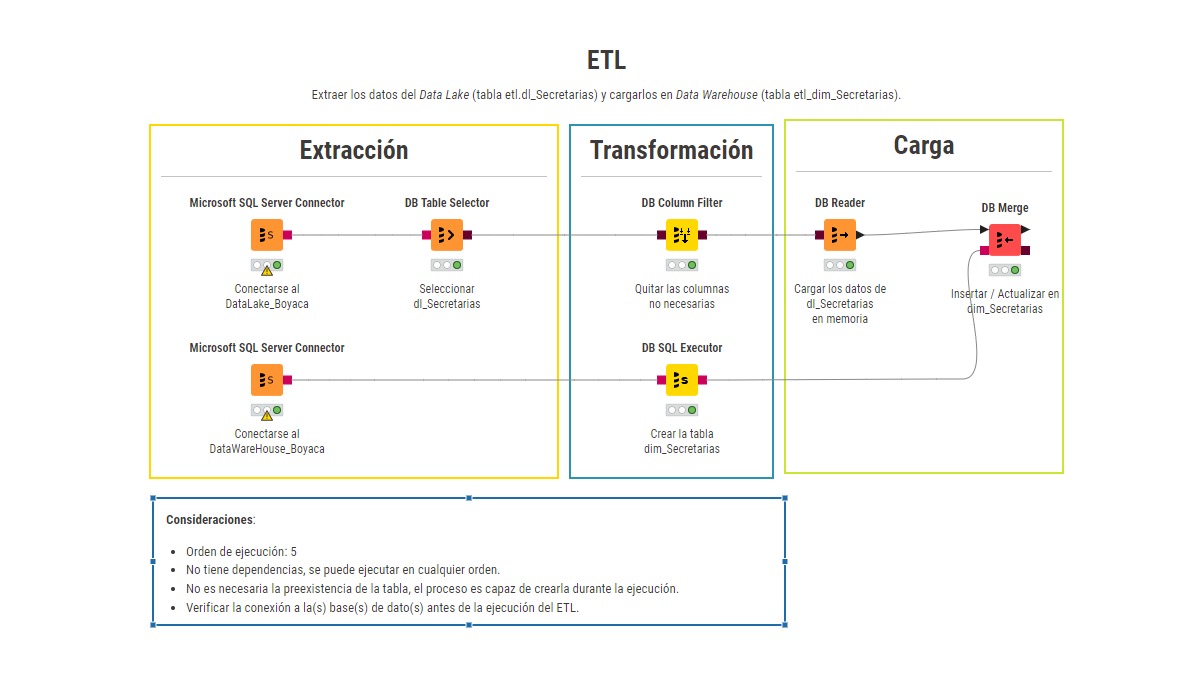 ETL
Extraer los datos del Data Lake (tabla etl.dl_Secretarias) y cargarlos en Data Warehouse (tabla etl_dim_Secretarias).
Extracción
Microsoft SQL Server Connector
DB Table Selector
S
Conectarse al
DataLake_Boyaca
Seleccionar
dl_Secretarias
Microsoft SQL Server Connector
S
Conectarse al
DataWareHouse_Boyaca
Transformación
DB Column Filter
Quitar las columnas
no necesarias
DB SQL Executor
S
Crear la tabla
dim_Secretarias
Carga
DB Reader
Cargar los datos de
dl_Secretarias
en memoria
DB Merge
Insertar / Actualizar en
dim_Secretarias
Consideraciones:
• Orden de ejecución: 5
• No tiene dependencias, se puede ejecutar en cualquier orden.
• No es necesaria la preexistencia de la tabla, el proceso es capaz de crearla durante la ejecución.
• Verificar la conexión a la(s) base(s) de dato(s) antes de la ejecución del ETL.